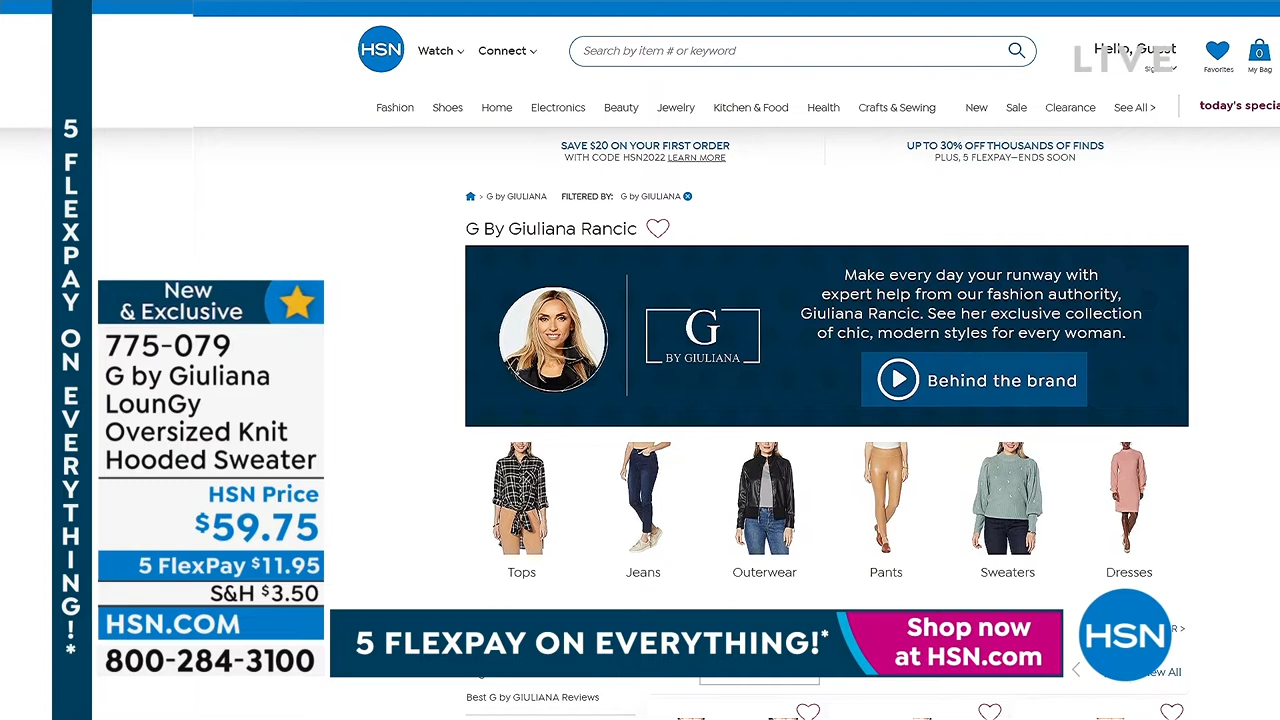 5 FLEXPAY ON EVERYTHING!*
HSN
Watch
Connect
Search by item # or keyword
Hello, Guest
LIVE
Favorites
0
My Bag
Fashion
Shoes
Home
Electronics
Beauty
Jewelry
Kitchen & Food
Health
Crafts & Sewing
New
Sale
Clearance
See All >
today's specia
SAVE $20 ON YOUR FIRST ORDER
WITH CODE HSN2022 LEARN MORE
UP TO 30% OFF THOUSANDS OF FINDS
PLUS, 5 FLEXPAY—ENDS SOON
> G by GIULIANA FILTERED BY: G by GIULIANA
G By Giuliana Rancic
G
BY GIULIANA
Make every day your runway with
expert help from our fashion authority,
Giuliana Rancic. See her exclusive collection
of chic, modern styles for every woman.
Behind the brand
Tops
Jeans
Outerwear
Pants
Sweaters
Dresses
New
& Exclusive
775-079
G by Giuliana
LounGy
Oversized Knit
Hooded Sweater
HSN Price
$59.75
5 FlexPay $11.95
S&H $3.50
HSN.COM
800-284-3100
5 FLEXPAY ON EVERYTHING!*
Shop now
at HSN.com
HSN
R >
ew All
Best G by GIULIANA Reviews